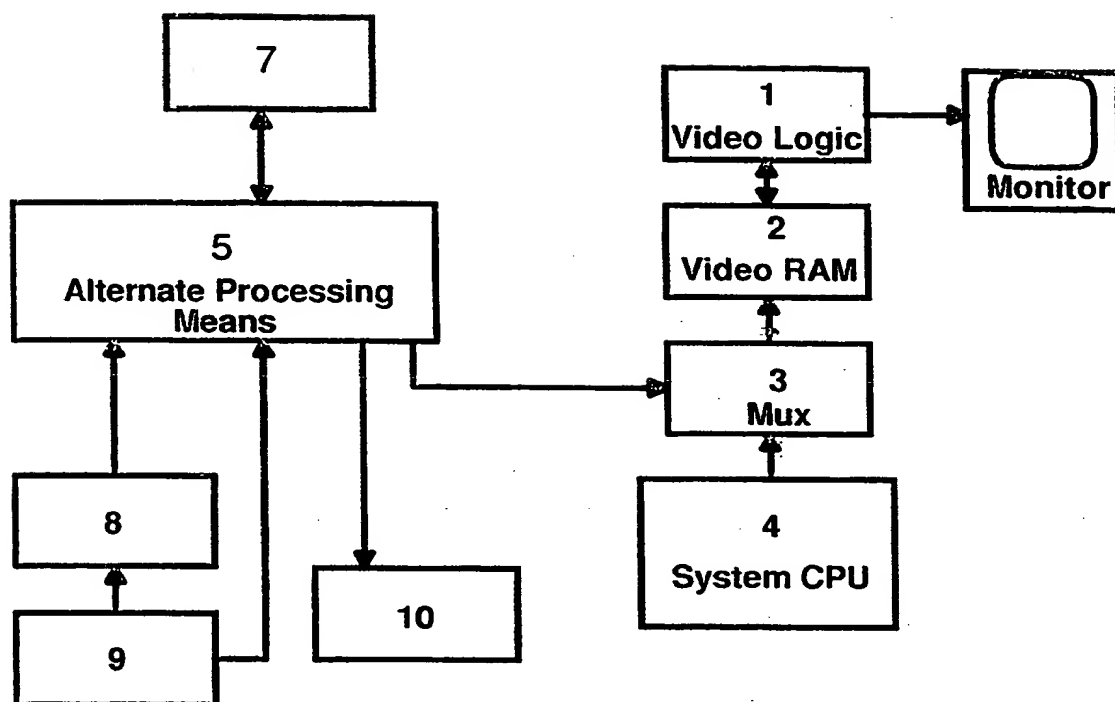 7
1
Video Logic
Monitor
5
Alternate Processing
Means
2
Video RAM
3
Mux
8
4
System CPU
10
9